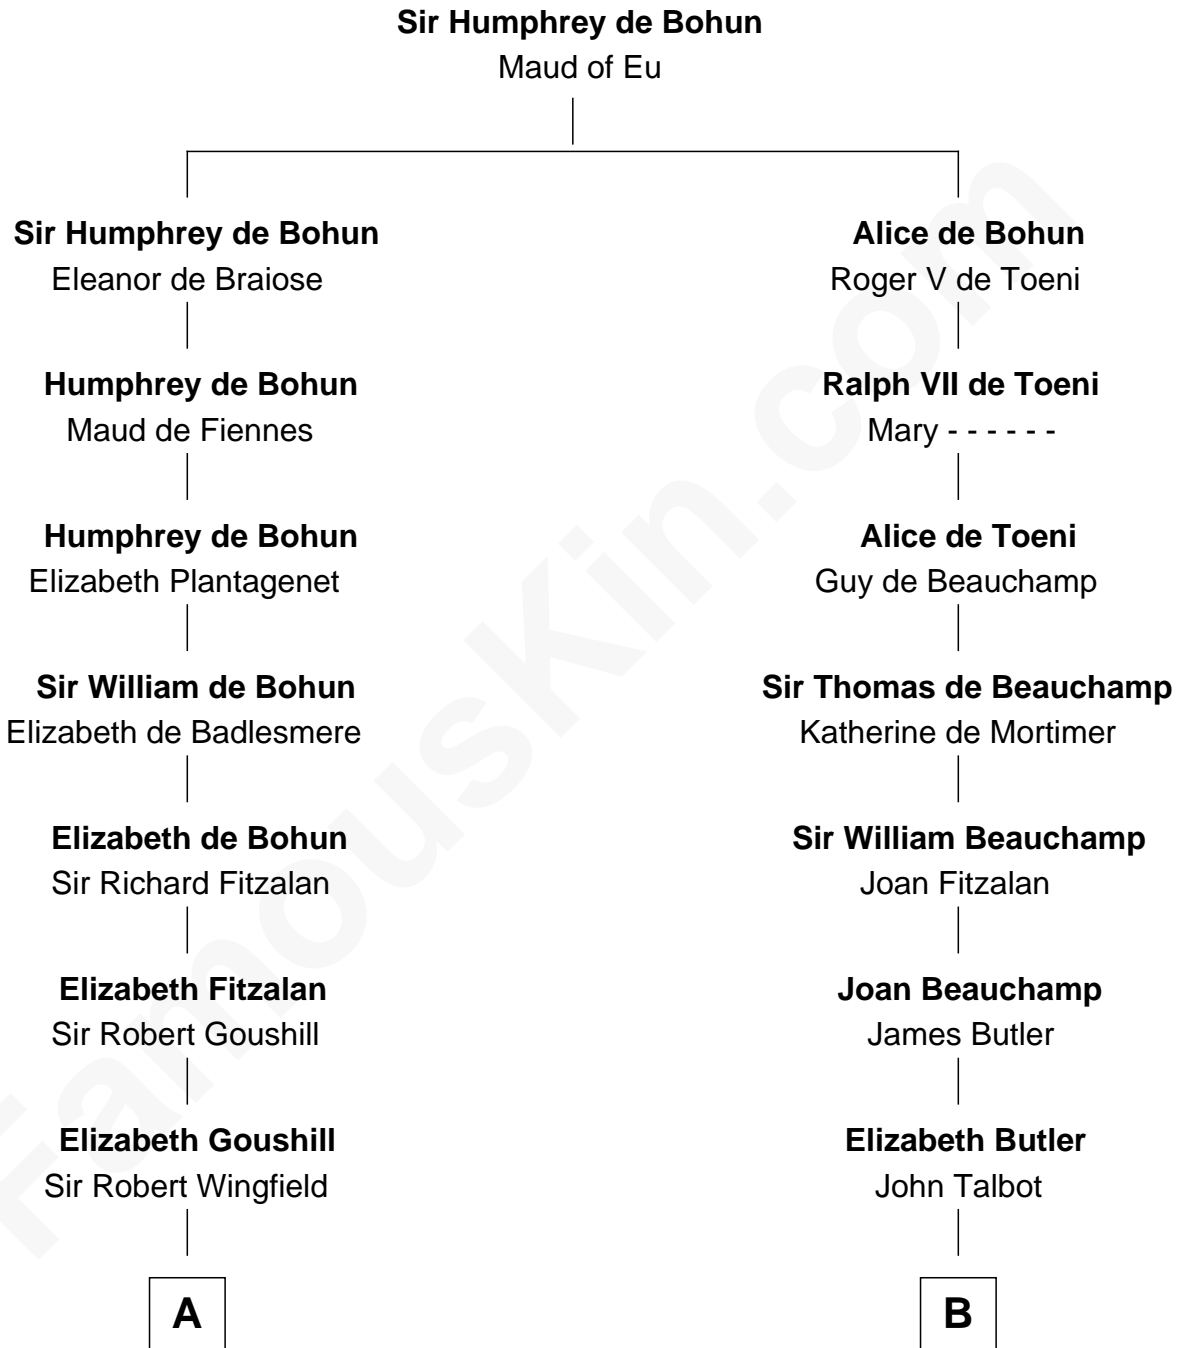 Sir Humphrey de Bohun
Maud of Eu
Sir Humphrey de Bohun
Eleanor de Braiose
Alice de Bohun
Roger V de Toeni
Humphrey de Bohun
Maud de Fiennes
Ralph VII de Toeni
Mary - - - - - -
Humphrey de Bohun
Elizabeth Plantagenet
Alice de Toeni
Guy de Beauchamp
Sir William de Bohun
Elizabeth de Badlesmere
Sir Thomas de Beauchamp
Katherine de Mortimer
Elizabeth de Bohun
Sir Richard Fitzalan
Sir William Beauchamp
Joan Fitzalan
Elizabeth Fitzalan
Sir Robert Goushill
Joan Beauchamp
James Butler
Elizabeth Goushill
Sir Robert Wingfield
Elizabeth Butler
John Talbot
A
B
FamousKin.com